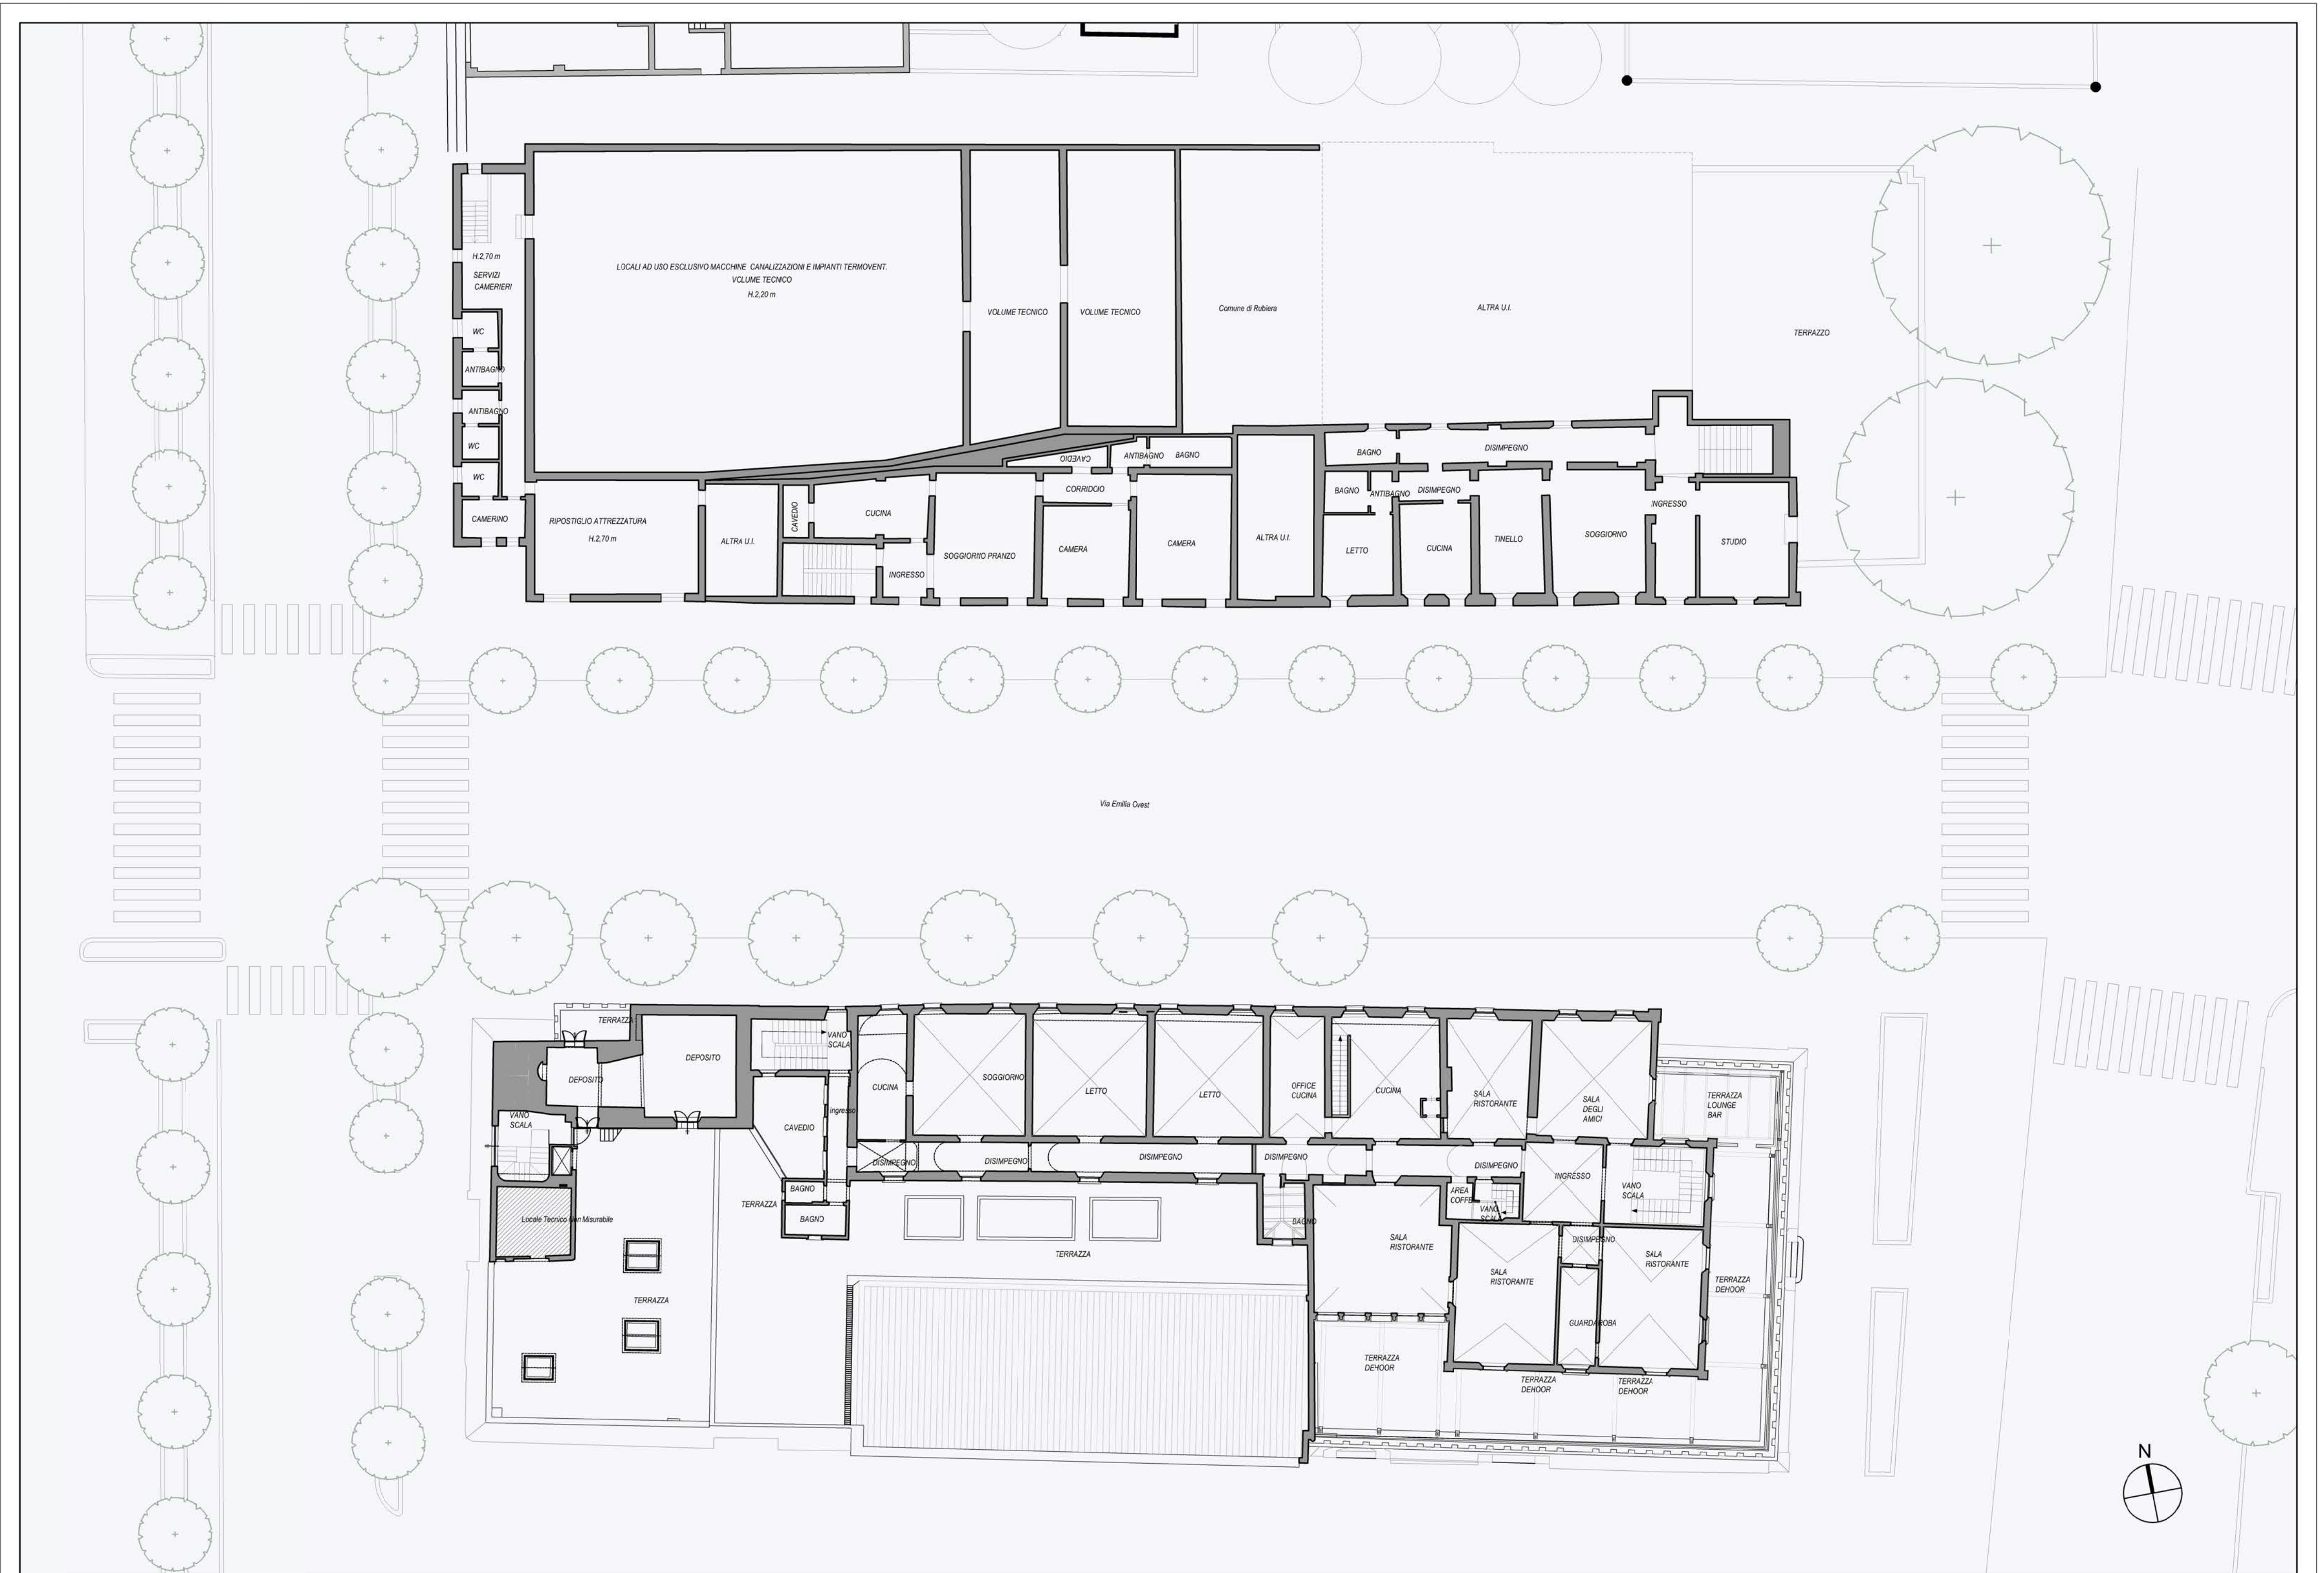 H.2,70 m
SERVIZI
CAMERIERI
WC
ANTIBAGNO
ANTIBAGNO
WC
WC
CAMERINO
LOCALI AD USO ESCLUSIVO MACCHINE CANALIZZAZIONI E IMPIANTI TERMOVENT.
VOLUME TECNICO
H.2,20 m
VOLUME TECNICO
VOLUME TECNICO
Comune di Rubiera
ALTRA U.I.
TERRAZZO
RIPOSTIGLIO ATTREZZATURA
H.2,70 m
ALTRA U.I.
CAVEDIO
CUCINA
INGRESSO
SOGGIORNO PRANZO
CAVEDIO
ANTIBAGNO
BAGNO
CORRIDOIO
CAMERA
CAMERA
ALTRA U.I.
BAGNO
DISIMPEGNO
BAGNO
ANTIBAGNO
DISIMPEGNO
LETTO
CUCINA
TINELLO
SOGGIORNO
INGRESSO
STUDIO
Via Emilia Ovest
TERRAZZA
DEPOSITO
DEPOSITO
VANO
SCALA
VANO
SCALA
CAVEDIO
ingresso
CUCINA
SOGGIORNO
LETTO
LETTO
OFFICE
CUCINA
CUCINA
SALA
RISTORANTE
SALA
DEGLI
AMICI
TERRAZZA
LOUNGE
BAR
DISIMPEGNO
DISIMPEGNO
DISIMPEGNO
DISIMPEGNO
DISIMPEGNO
INGRESSO
VANO
SCALA
AREA
COFFE
VANO
SCALA
BAGNO
BAGNO
TERRAZZA
BAGNO
Locale Tecnico Non Misurabile
TERRAZZA
TERRAZZA
SALA
RISTORANTE
SALA
RISTORANTE
DISIMPEGNO
SALA
RISTORANTE
GUARDAROBA
TERRAZZA
DEHOOR
TERRAZZA
DEHOOR
TERRAZZA
DEHOOR
TERRAZZA
DEHOOR
N